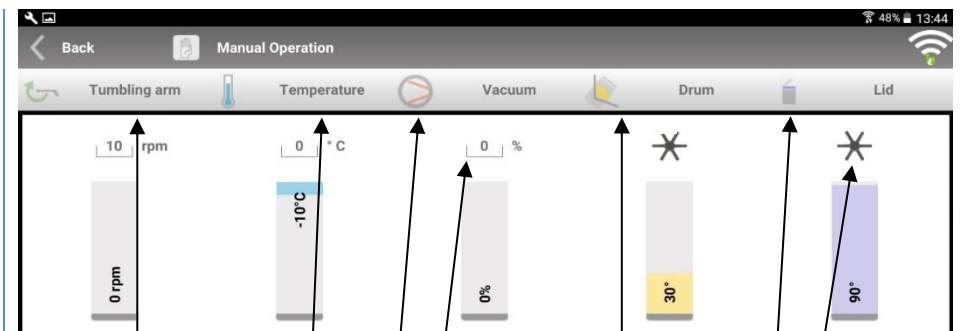 48% 13:44
Back Manual Operation
Tumbling arm Temperature Vacuum Drum Lid
10 rpm 0 °C 0 %
0 rpm -10°C 0% 30° 90°